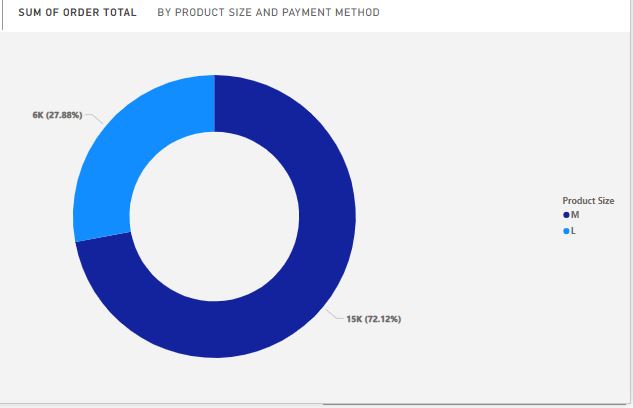 SUM OF ORDER TOTAL BY PRODUCT SIZE AND PAYMENT METHOD
6K (27.88%)
Product Size
M
L
15K (72.12%)